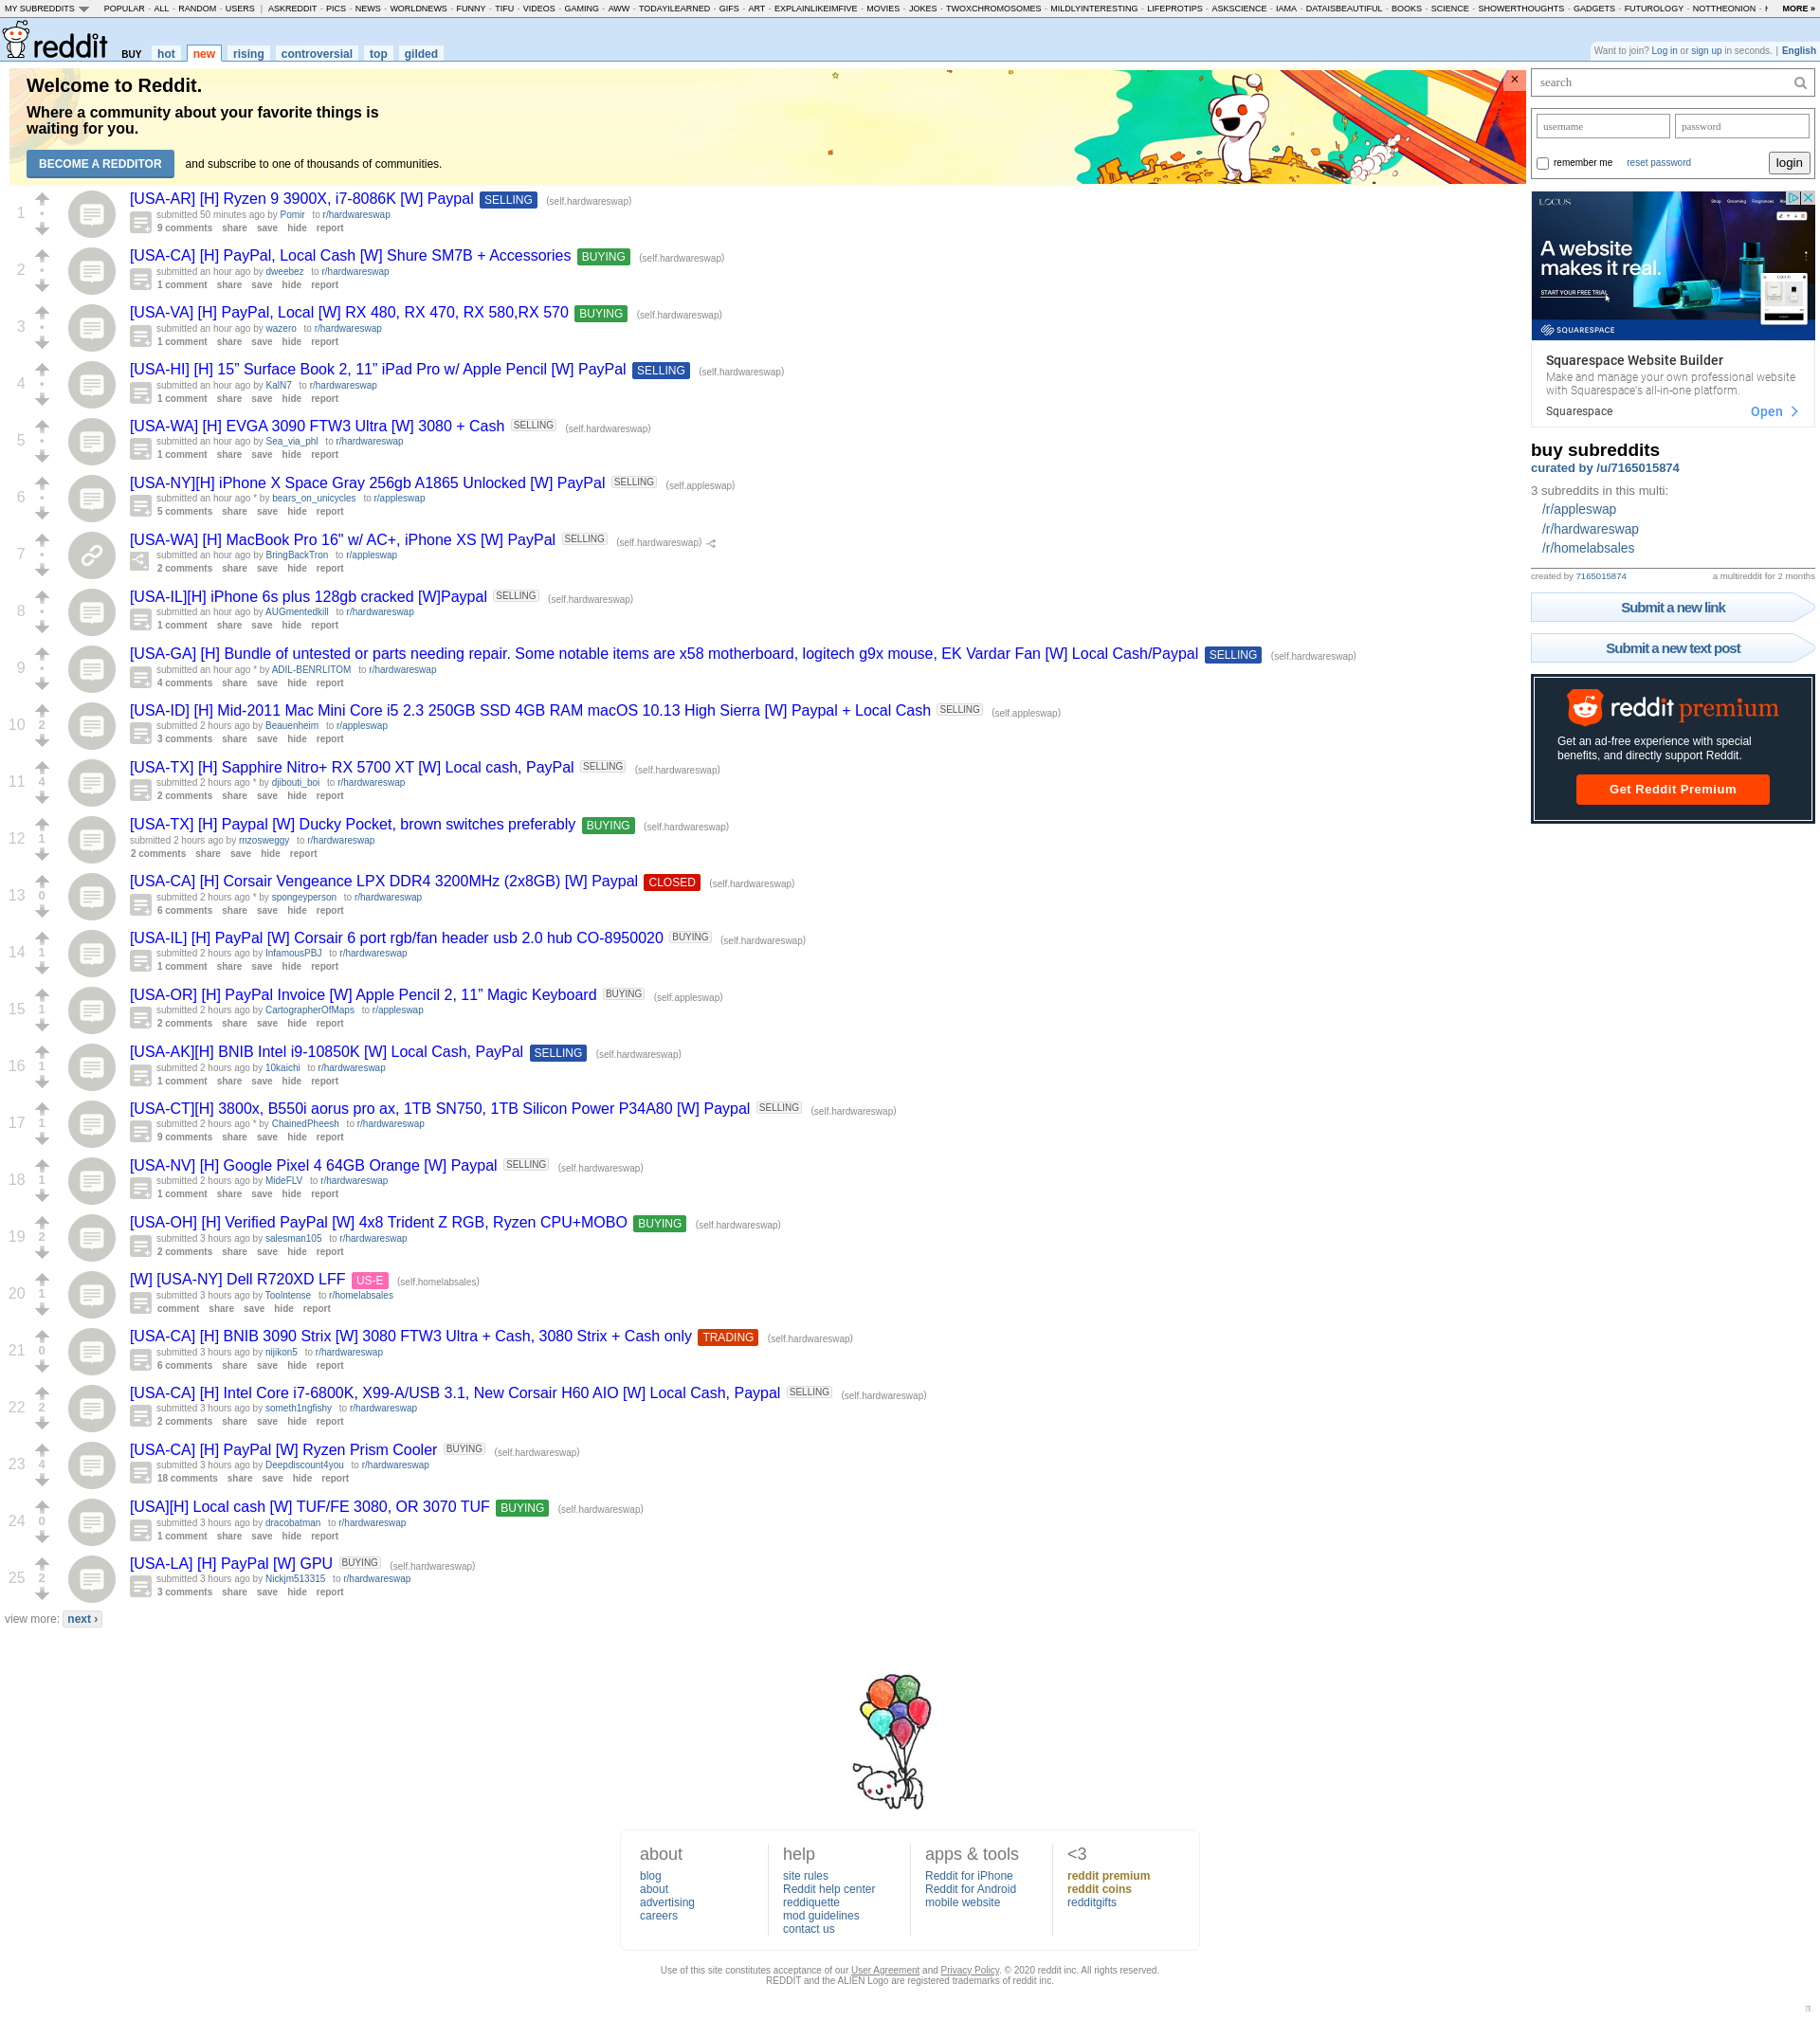 MY SUBREDDITS POPULAR - ALL - RANDOM - USERS | ASKREDDIT - PICS - NEWS - WORLDNEWS - FUNNY - TIFU - VIDEOS - GAMING - AWW - TODAYILEARNED - GIFS - ART - EXPLAINLIKEIMFIVE - MOVIES - JOKES - TWOXCHROMOSOMES - MILDLYINTERESTING - LIFEPROTIPS - ASKSCIENCE - IAMA - DATAISBEAUTIFUL - BOOKS - SCIENCE - SHOWERTHOUGHTS - GADGETS - FUTUROLOGY - NOTTHEONION - MORE »
reddit BUY hot new rising controversial top gilded
Want to join? Log in or sign up in seconds. | English
Welcome to Reddit.
Where a community about your favorite things is
waiting for you.
BECOME A REDDITOR and subscribe to one of thousands of communities.
1 [USA-AR] [H] Ryzen 9 3900X, i7-8086K [W] Paypal SELLING (self.hardwareswap)
submitted 50 minutes ago by Pomir to r/hardwareswap
9 comments share save hide report
2 [USA-CA] [H] PayPal, Local Cash [W] Shure SM7B + Accessories BUYING (self.hardwareswap)
submitted an hour ago by dweebez to r/hardwareswap
1 comment share save hide report
3 [USA-VA] [H] PayPal, Local [W] RX 480, RX 470, RX 580,RX 570 BUYING (self.hardwareswap)
submitted an hour ago by wazero to r/hardwareswap
1 comment share save hide report
4 [USA-HI] [H] 15” Surface Book 2, 11” iPad Pro w/ Apple Pencil [W] PayPal SELLING (self.hardwareswap)
submitted an hour ago by KalN7 to r/hardwareswap
1 comment share save hide report
5 [USA-WA] [H] EVGA 3090 FTW3 Ultra [W] 3080 + Cash SELLING (self.hardwareswap)
submitted an hour ago by Sea_via_phl to r/hardwareswap
1 comment share save hide report
6 [USA-NY][H] iPhone X Space Gray 256gb A1865 Unlocked [W] PayPal SELLING (self.appleswap)
submitted an hour ago * by bears_on_unicycles to r/appleswap
5 comments share save hide report
7 [USA-WA] [H] MacBook Pro 16" w/ AC+, iPhone XS [W] PayPal SELLING (self.hardwareswap)
submitted an hour ago by BringBackTron to r/appleswap
2 comments share save hide report
8 [USA-IL][H] iPhone 6s plus 128gb cracked [W]Paypal SELLING (self.hardwareswap)
submitted an hour ago by AUGmentedkill to r/hardwareswap
1 comment share save hide report
9 [USA-GA] [H] Bundle of untested or parts needing repair. Some notable items are x58 motherboard, logitech g9x mouse, EK Vardar Fan [W] Local Cash/Paypal SELLING (self.hardwareswap)
submitted an hour ago * by ADIL-BENRLITOM to r/hardwareswap
4 comments share save hide report
10 2 [USA-ID] [H] Mid-2011 Mac Mini Core i5 2.3 250GB SSD 4GB RAM macOS 10.13 High Sierra [W] Paypal + Local Cash SELLING (self.appleswap)
submitted 2 hours ago by Beauenheim to r/appleswap
3 comments share save hide report
11 4 [USA-TX] [H] Sapphire Nitro+ RX 5700 XT [W] Local cash, PayPal SELLING (self.hardwareswap)
submitted 2 hours ago * by djibouti_boi to r/hardwareswap
2 comments share save hide report
12 1 [USA-TX] [H] Paypal [W] Ducky Pocket, brown switches preferably BUYING (self.hardwareswap)
submitted 2 hours ago by rnzosweggy to r/hardwareswap
2 comments share save hide report
13 0 [USA-CA] [H] Corsair Vengeance LPX DDR4 3200MHz (2x8GB) [W] Paypal CLOSED (self.hardwareswap)
submitted 2 hours ago * by spongeyperson to r/hardwareswap
6 comments share save hide report
14 1 [USA-IL] [H] PayPal [W] Corsair 6 port rgb/fan header usb 2.0 hub CO-8950020 BUYING (self.hardwareswap)
submitted 2 hours ago by InfamousPBJ to r/hardwareswap
1 comment share save hide report
15 1 [USA-OR] [H] PayPal Invoice [W] Apple Pencil 2, 11” Magic Keyboard BUYING (self.appleswap)
submitted 2 hours ago by CartographerOfMaps to r/appleswap
2 comments share save hide report
16 1 [USA-AK][H] BNIB Intel i9-10850K [W] Local Cash, PayPal SELLING (self.hardwareswap)
submitted 2 hours ago by 10kaichi to r/hardwareswap
1 comment share save hide report
17 1 [USA-CT][H] 3800x, B550i aorus pro ax, 1TB SN750, 1TB Silicon Power P34A80 [W] Paypal SELLING (self.hardwareswap)
submitted 2 hours ago * by ChainedPheesh to r/hardwareswap
9 comments share save hide report
18 1 [USA-NV] [H] Google Pixel 4 64GB Orange [W] Paypal SELLING (self.hardwareswap)
submitted 2 hours ago by MideFLV to r/hardwareswap
1 comment share save hide report
19 2 [USA-OH] [H] Verified PayPal [W] 4x8 Trident Z RGB, Ryzen CPU+MOBO BUYING (self.hardwareswap)
submitted 3 hours ago by salesman105 to r/hardwareswap
2 comments share save hide report
20 1 [W] [USA-NY] Dell R720XD LFF US-E (self.homelabsales)
submitted 3 hours ago by Toolntense to r/homelabsales
comment share save hide report
21 0 [USA-CA] [H] BNIB 3090 Strix [W] 3080 FTW3 Ultra + Cash, 3080 Strix + Cash only TRADING (self.hardwareswap)
submitted 3 hours ago by nijikon5 to r/hardwareswap
6 comments share save hide report
22 2 [USA-CA] [H] Intel Core i7-6800K, X99-A/USB 3.1, New Corsair H60 AIO [W] Local Cash, Paypal SELLING (self.hardwareswap)
submitted 3 hours ago by someth1ngfishy to r/hardwareswap
2 comments share save hide report
23 4 [USA-CA] [H] PayPal [W] Ryzen Prism Cooler BUYING (self.hardwareswap)
submitted 3 hours ago by Deepdiscount4you to r/hardwareswap
18 comments share save hide report
24 0 [USA][H] Local cash [W] TUF/FE 3080, OR 3070 TUF BUYING (self.hardwareswap)
submitted 3 hours ago by dracobatman to r/hardwareswap
1 comment share save hide report
25 2 [USA-LA] [H] PayPal [W] GPU BUYING (self.hardwareswap)
submitted 3 hours ago by Nickjm513315 to r/hardwareswap
3 comments share save hide report
view more: next ›
search
username password
remember me reset password login
LOCUS
A website
makes it real.
START YOUR FREE TRIAL
SQUARESPACE
Squarespace Website Builder
Make and manage your own professional website
with Squarespace's all-in-one platform.
Squarespace Open
buy subreddits
curated by /u/7165015874
3 subreddits in this multi:
/r/appleswap
/r/hardwareswap
/r/homelabsales
created by 7165015874 a multireddit for 2 months
Submit a new link
Submit a new text post
reddit premium
Get an ad-free experience with special
benefits, and directly support Reddit.
Get Reddit Premium
about
blog
about
advertising
careers
help
site rules
Reddit help center
reddiquette
mod guidelines
contact us
apps & tools
Reddit for iPhone
Reddit for Android
mobile website
<3
reddit premium
reddit coins
redditgifts
Use of this site constitutes acceptance of our User Agreement and Privacy Policy. © 2020 reddit inc. All rights reserved.
REDDIT and the ALIEN Logo are registered trademarks of reddit inc.
π